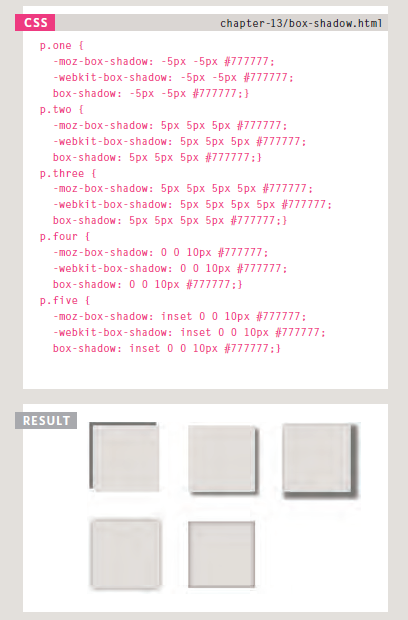 CSS
chapter-13/box-shadow.html
p.one {
-moz-box-shadow: -5px -5px #777777;
-webkit-box-shadow: -5px -5px #777777;
box-shadow: -5px -5px #777777;}
p.two {
-moz-box-shadow: 5px 5px 5px #777777;
-webkit-box-shadow: 5px 5px 5px #777777;
box-shadow: 5px 5px 5px #777777;}
p.three {
-moz-box-shadow: 5px 5px 5px 5px #777777;
-webkit-box-shadow: 5px 5px 5px 5px #777777;
box-shadow: 5px 5px 5px 5px #777777;}
p.four {
-moz-box-shadow: 0 0 10px #777777;
-webkit-box-shadow: 0 0 10px #777777;
box-shadow: 0 0 10px #777777;}
p.five {
-moz-box-shadow: inset 0 0 10px #777777;
-webkit-box-shadow: inset 0 0 10px #777777;
box-shadow: inset 0 0 10px #777777;}
RESULT